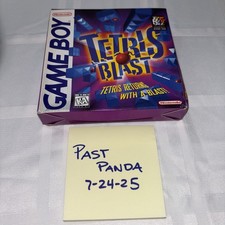 GAME BOY
TETRIS
BLAST
TETRIS RETURNS
WITH A BLAST!
Nintendo
PAST
PANDA
7-24-25